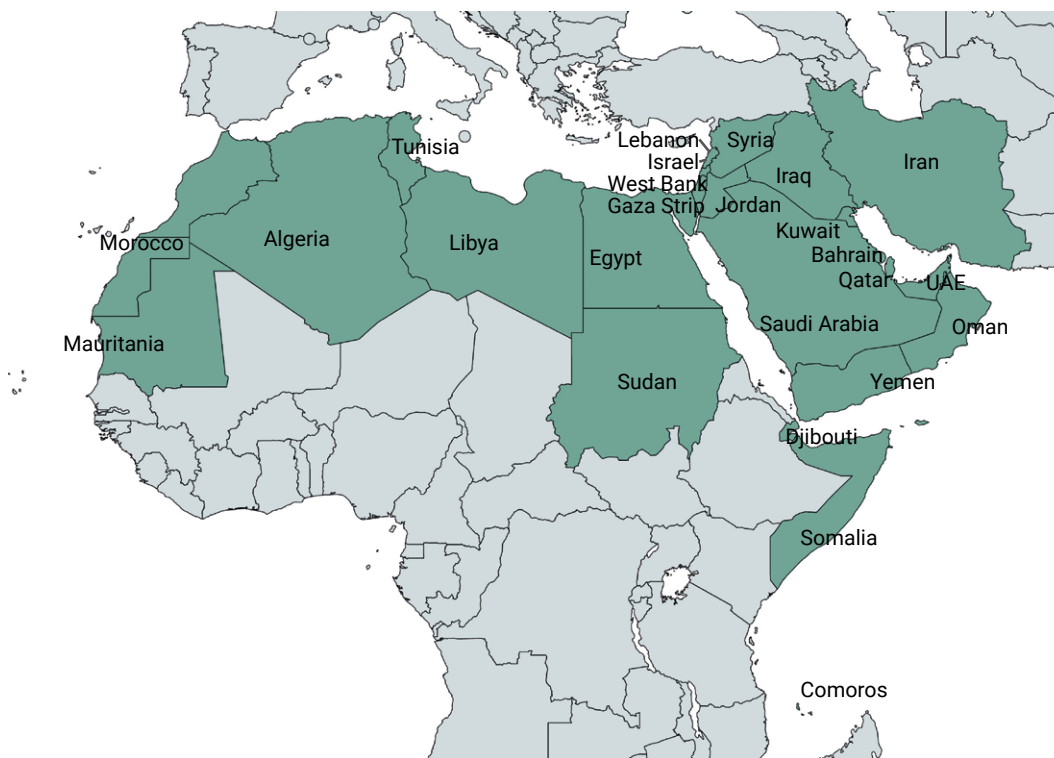 Lebanon
Syria
Tunisia
Israel
Iran
Iraq
West Bank
Gaza Strip
Jordan
Kuwait
Morocco
Algeria
Libya
Egypt
Bahrain
Qatar
UAE
Saudi Arabia
Oman
Mauritania
Sudan
Yemen
Djibouti
Somalia
Comoros